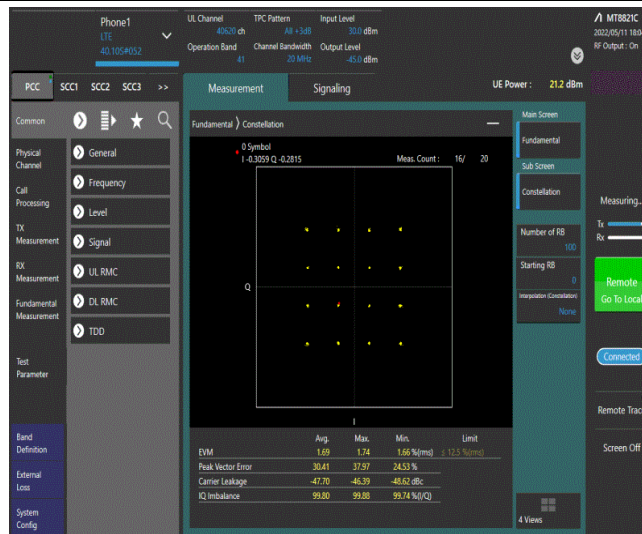 Phone1
LTE
40.105#052
UL Channel TPC Pattern Input Level
40620 ch All +3dB 30.0 dBm
Operation Band Channel Bandwidth Output Level
41 20 MHz -45.0 dBm
MT8821C
2022/05/11 18:04
RF Output : On
PCC SCC1 SCC2 SCC3 >>
Measurement Signaling
UE Power : 21.2 dBm
Common
Physical
Channel
Call
Processing
TX
Measurement
RX
Measurement
Fundamental
Measurement
Test
Parameter
Band
Definition
External
Loss
System
Config
General
Frequency
Level
Signal
UL RMC
DL RMC
TDD
Fundamental Constellation
0 Symbol
I -0.3059 Q -0.2815 Meas. Count : 16/ 20
Q
I
Avg. Max. Min. Limit
EVM 1.69 1.74 1.66 %(rms) ± 12.5 %(rms)
Peak Vector Error 30.41 37.97 24.53 %
Carrier Leakage -47.70 -46.39 -48.62 dBc
IQ Imbalance 99.80 99.88 99.74 %(I/Q)
Main Screen
Fundamental
Sub Screen
Constellation
Number of RB
100
Starting RB
0
Interpolation (Constellation)
None
4 Views
Measuring...
Tx
Rx
Remote
Go To Local
Connected
Remote Trac
Screen Off